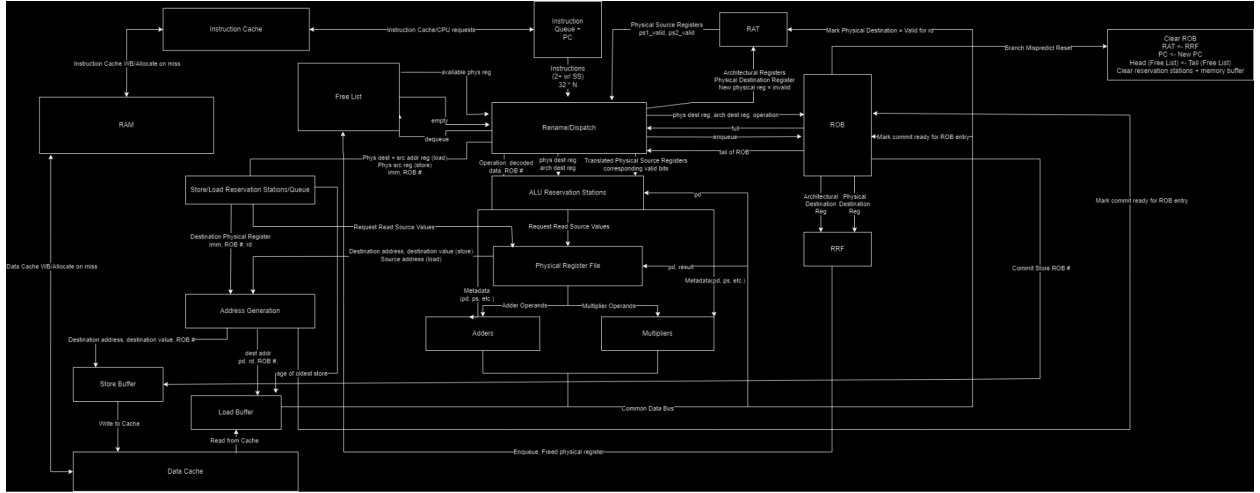 Instruction Cache
Instruction Cache/CPU requests
Instruction
Queue +
PC
Physical Source Registers
ps1_valid, ps2_valid
RAT
Mark Physical Destination = Valid for rd
Branch Mispredict Reset
Clear ROB
RAT <- RRF
PC <- New PC
Head (Free List) <- Tail (Free List)
Clear reservation stations + memory buffer
Instruction Cache WB/Allocate on miss
Instructions
(2+ w/ SS)
32 * N
Architectural Registers
Physical Destination Register
New physical reg = invalid
available phys reg
Free List
RAM
empty
dequeue
Rename/Dispatch
phys dest reg, arch dest reg, operation
full
enqueue
tail of ROB
ROB
Mark commit ready for ROB entry
Phys dest + src addr reg (load)
Phys src reg (store)
imm, ROB #
Operation, decoded
data, ROB #
phys dest reg
arch dest reg
Translated Physical Source Registers
corresponding valid bits
Store/Load Reservation Stations/Queue
ALU Reservation Stations
pd
Architectural
Destination
Reg
Physical
Destination
Reg
Mark commit ready for ROB entry
Request Read Source Values
Request Read Source Values
Destination Physical Register
imm, ROB #, rd
Destination address, destination value (store)
Source address (load)
Physical Register File
pd, result
Metadata(pd, ps, etc.)
RRF
Data Cache WB/Allocate on miss
Commit Store ROB #
Metadata
(pd, ps, etc.)
Adder Operands
Multiplier Operands
Address Generation
Adders
Multipliers
Destination address, destination value, ROB #
dest addr
pd, rd, ROB #,
age of oldest store
Store Buffer
Load Buffer
Common Data Bus
Write to Cache
Read from Cache
Enqueue, Freed physical register
Data Cache